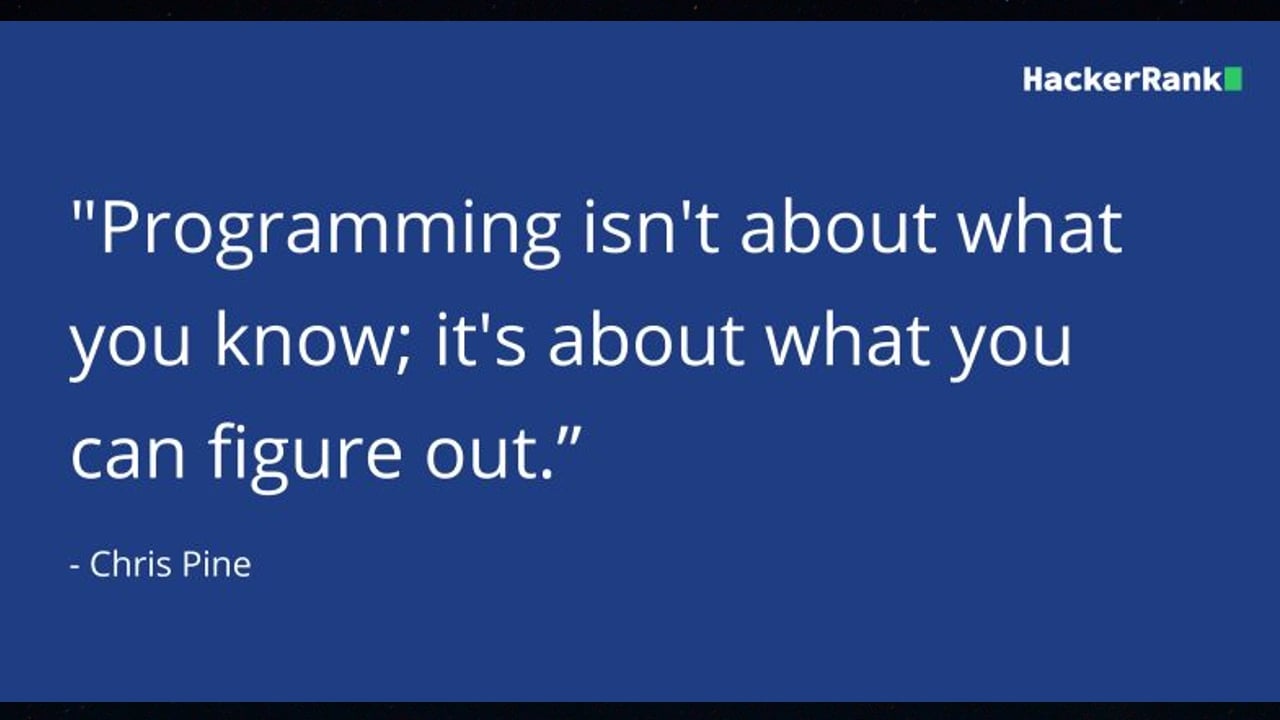 HackerRank
"Programming isn't about what
you know; it's about what you
can figure out.”
- Chris Pine